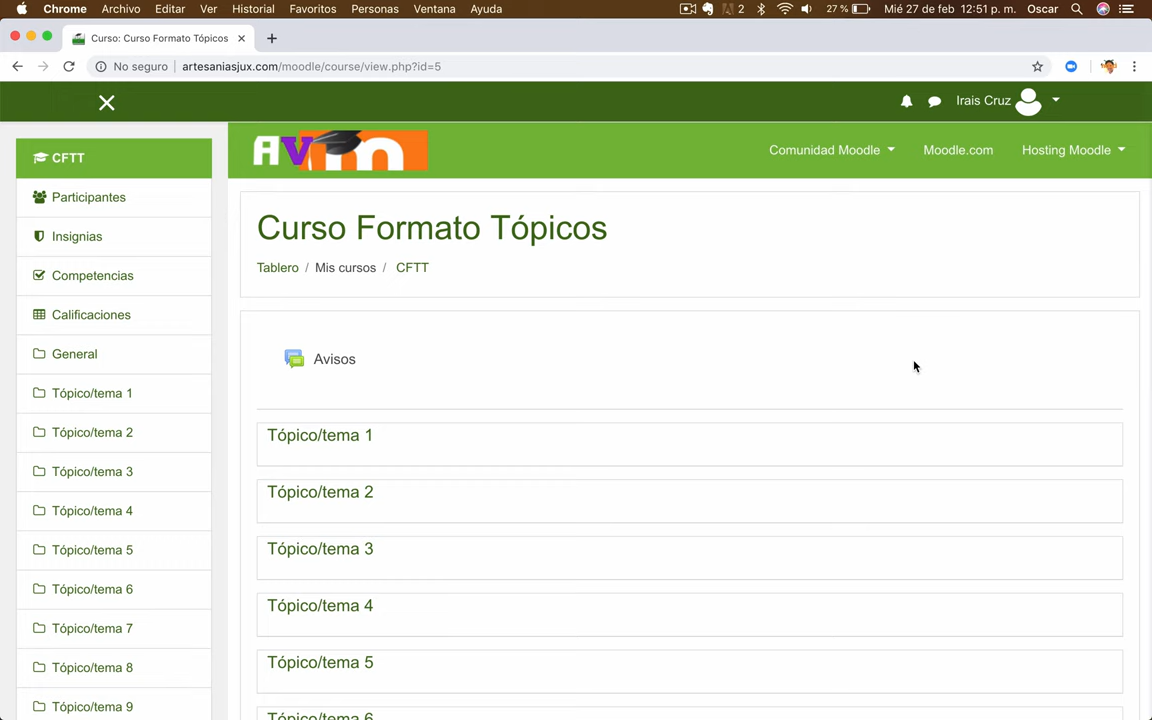 Chrome Archivo Editar Ver Historial Favoritos Personas Ventana Ayuda 2 27 % Mié 27 de feb 12:51 p. m. Oscar
Curso: Curso Formato Tópicos
No seguro artesaniasjux.com/moodle/course/view.php?id=5
Irais Cruz
CFTT
Participantes
Insignias
Competencias
Calificaciones
General
Tópico/tema 1
Tópico/tema 2
Tópico/tema 3
Tópico/tema 4
Tópico/tema 5
Tópico/tema 6
Tópico/tema 7
Tópico/tema 8
Tópico/tema 9
AVIm
Comunidad Moodle Moodle.com Hosting Moodle
Curso Formato Tópicos
Tablero / Mis cursos / CFTT
Avisos
Tópico/tema 1
Tópico/tema 2
Tópico/tema 3
Tópico/tema 4
Tópico/tema 5
Tópico/tema 6